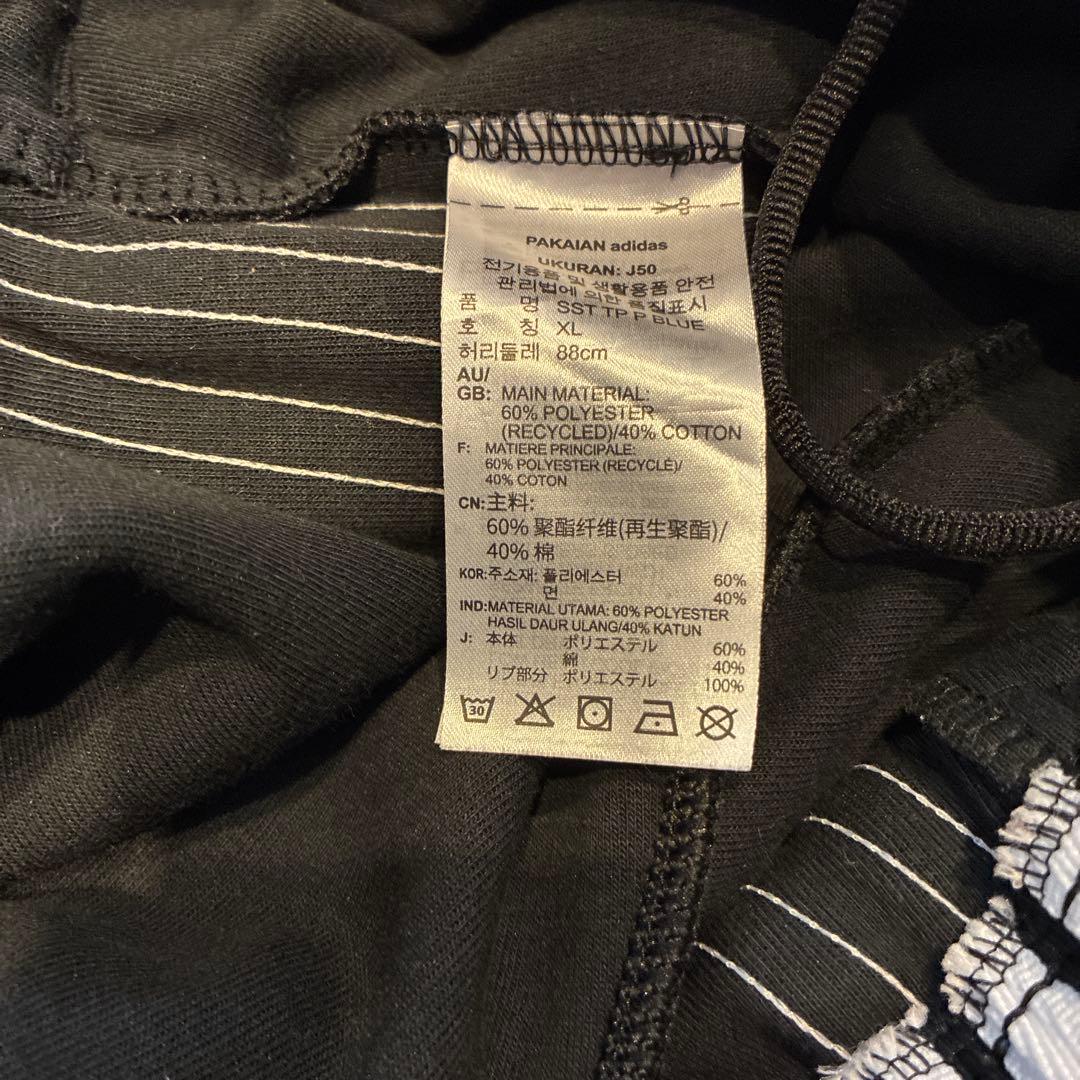 PAKAIAN adidas
UKURAN: J50
전기용품 및 생활용품 안전
관리법에 의한 품질표시
품 명 SST TP P BLUE
호 칭 XL
허리둘레 88cm
AU/
GB: MAIN MATERIAL:
60% POLYESTER
(RECYCLED)/40% COTTON
F: MATIERE PRINCIPALE:
60% POLYESTER (RECYCLÉ)/
40% COTON
CN:主料:
60% 聚酯纤维(再生聚酯)/
40% 棉
KOR:주소재: 폴리에스터 60%
면 40%
IND:MATERIAL UTAMA: 60% POLYESTER
HASIL DAUR ULANG/40% KATUN
J: 本体 ポリエステル 60%
綿 40%
リブ部分 ポリエステル 100%
30